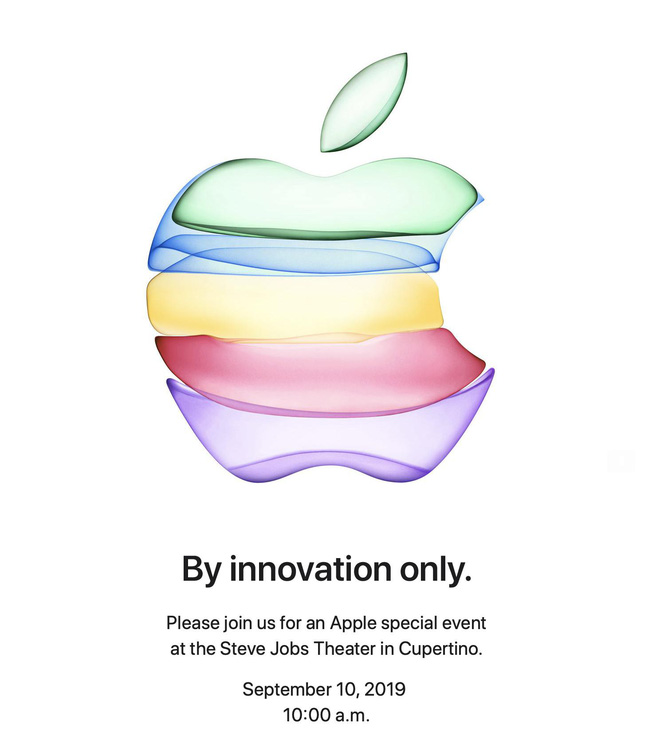 By innovation only.
Please join us for an Apple special event
at the Steve Jobs Theater in Cupertino.
September 10, 2019
10:00 a.m.